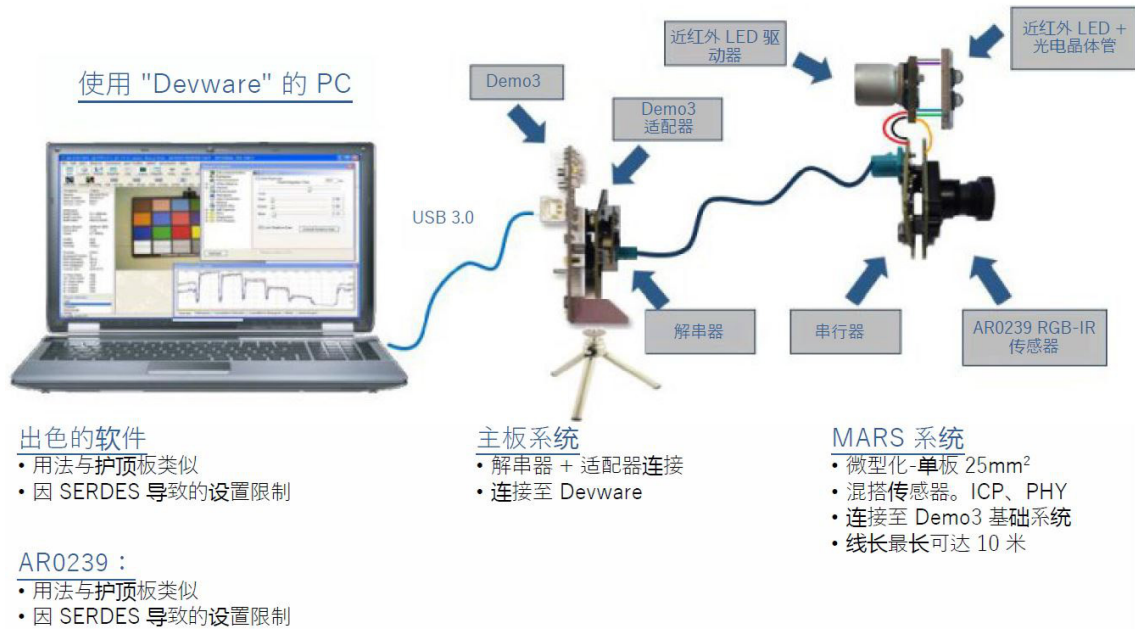 使用 "Devware" 的 PC
Demo3
Demo3
适配器
近红外 LED 驱
动器
近红外 LED +
光电晶体管
USB 3.0
解串器
串行器
AR0239 RGB-IR
传感器
出色的软件
• 用法与护顶板类似
• 因 SERDES 导致的设置限制
主板系统
• 解串器 + 适配器连接
• 连接至 Devware
MARS 系统
• 微型化-单板 25mm²
• 混搭传感器。ICP、PHY
• 连接至 Demo3 基础系统
• 线长最长可达 10 米
AR0239：
• 用法与护顶板类似
• 因 SERDES 导致的设置限制